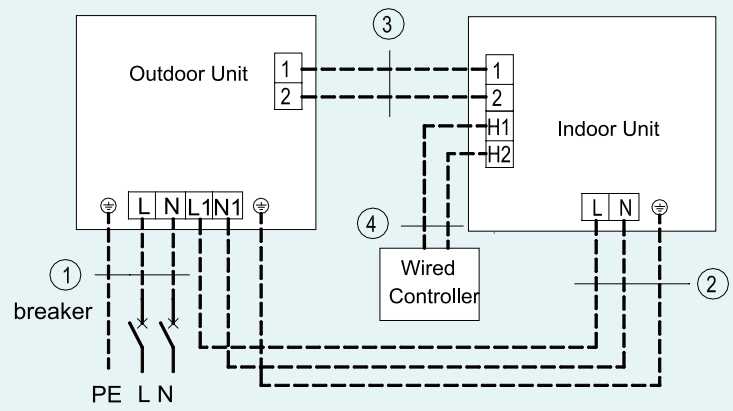 3
Outdoor Unit
1
2
1
2
H1
H2
Indoor Unit
L N L1 N1
L N
4
Wired
Controller
1
breaker
2
PE L N